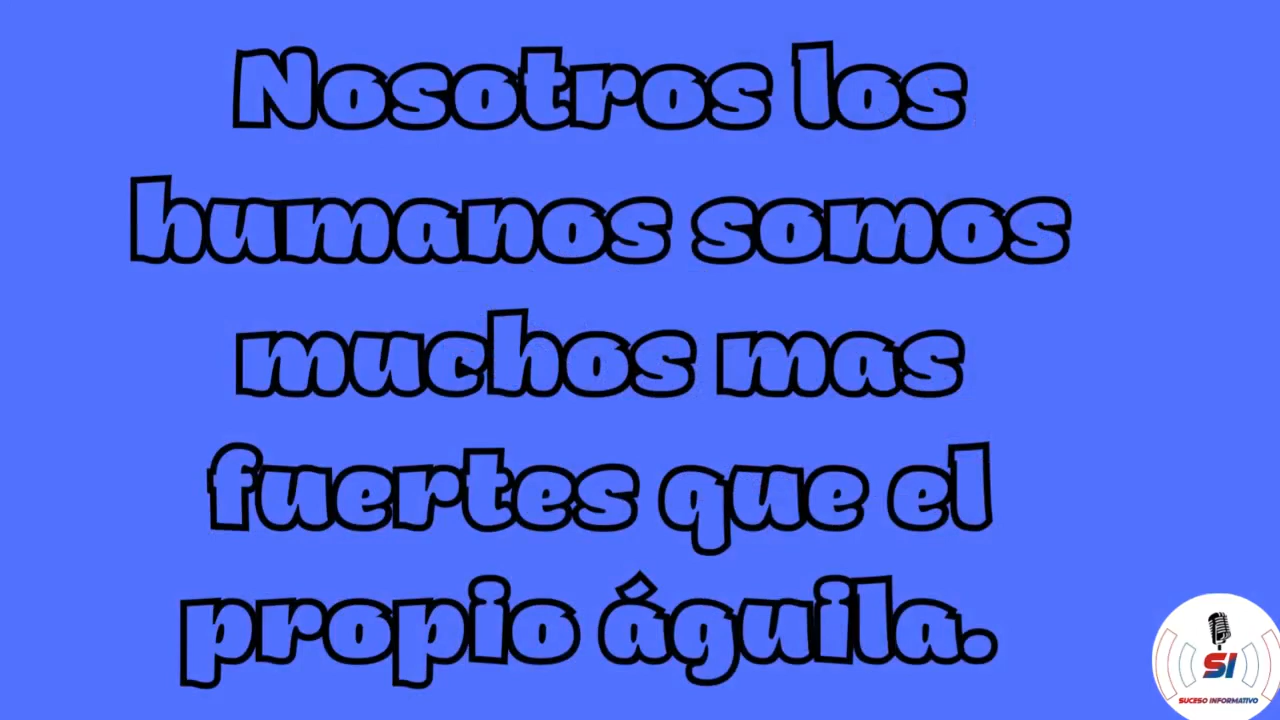 Nosotros los
humanos somos
muchos mas
fuertes que el
propio águila.
SI
SUCESO INFORMATIVO